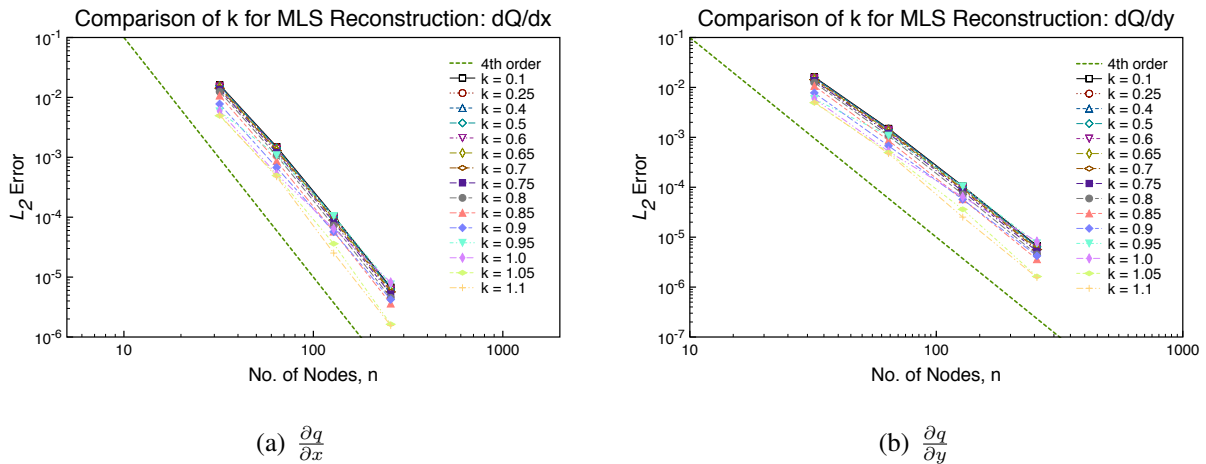 Comparison of k for MLS Reconstruction: dQ/dx
10^-1
10^-2
10^-3
10^-4
10^-5
10^-6
L_2 Error
10
100
1000
No. of Nodes, n
4th order
k = 0.1
k = 0.25
k = 0.4
k = 0.5
k = 0.6
k = 0.65
k = 0.7
k = 0.75
k = 0.8
k = 0.85
k = 0.9
k = 0.95
k = 1.0
k = 1.05
k = 1.1
(a) ∂q/∂x
Comparison of k for MLS Reconstruction: dQ/dy
10^-1
10^-2
10^-3
10^-4
10^-5
10^-6
10^-7
L_2 Error
10
100
1000
No. of Nodes, n
4th order
k = 0.1
k = 0.25
k = 0.4
k = 0.5
k = 0.6
k = 0.65
k = 0.7
k = 0.75
k = 0.8
k = 0.85
k = 0.9
k = 0.95
k = 1.0
k = 1.05
k = 1.1
(b) ∂q/∂y